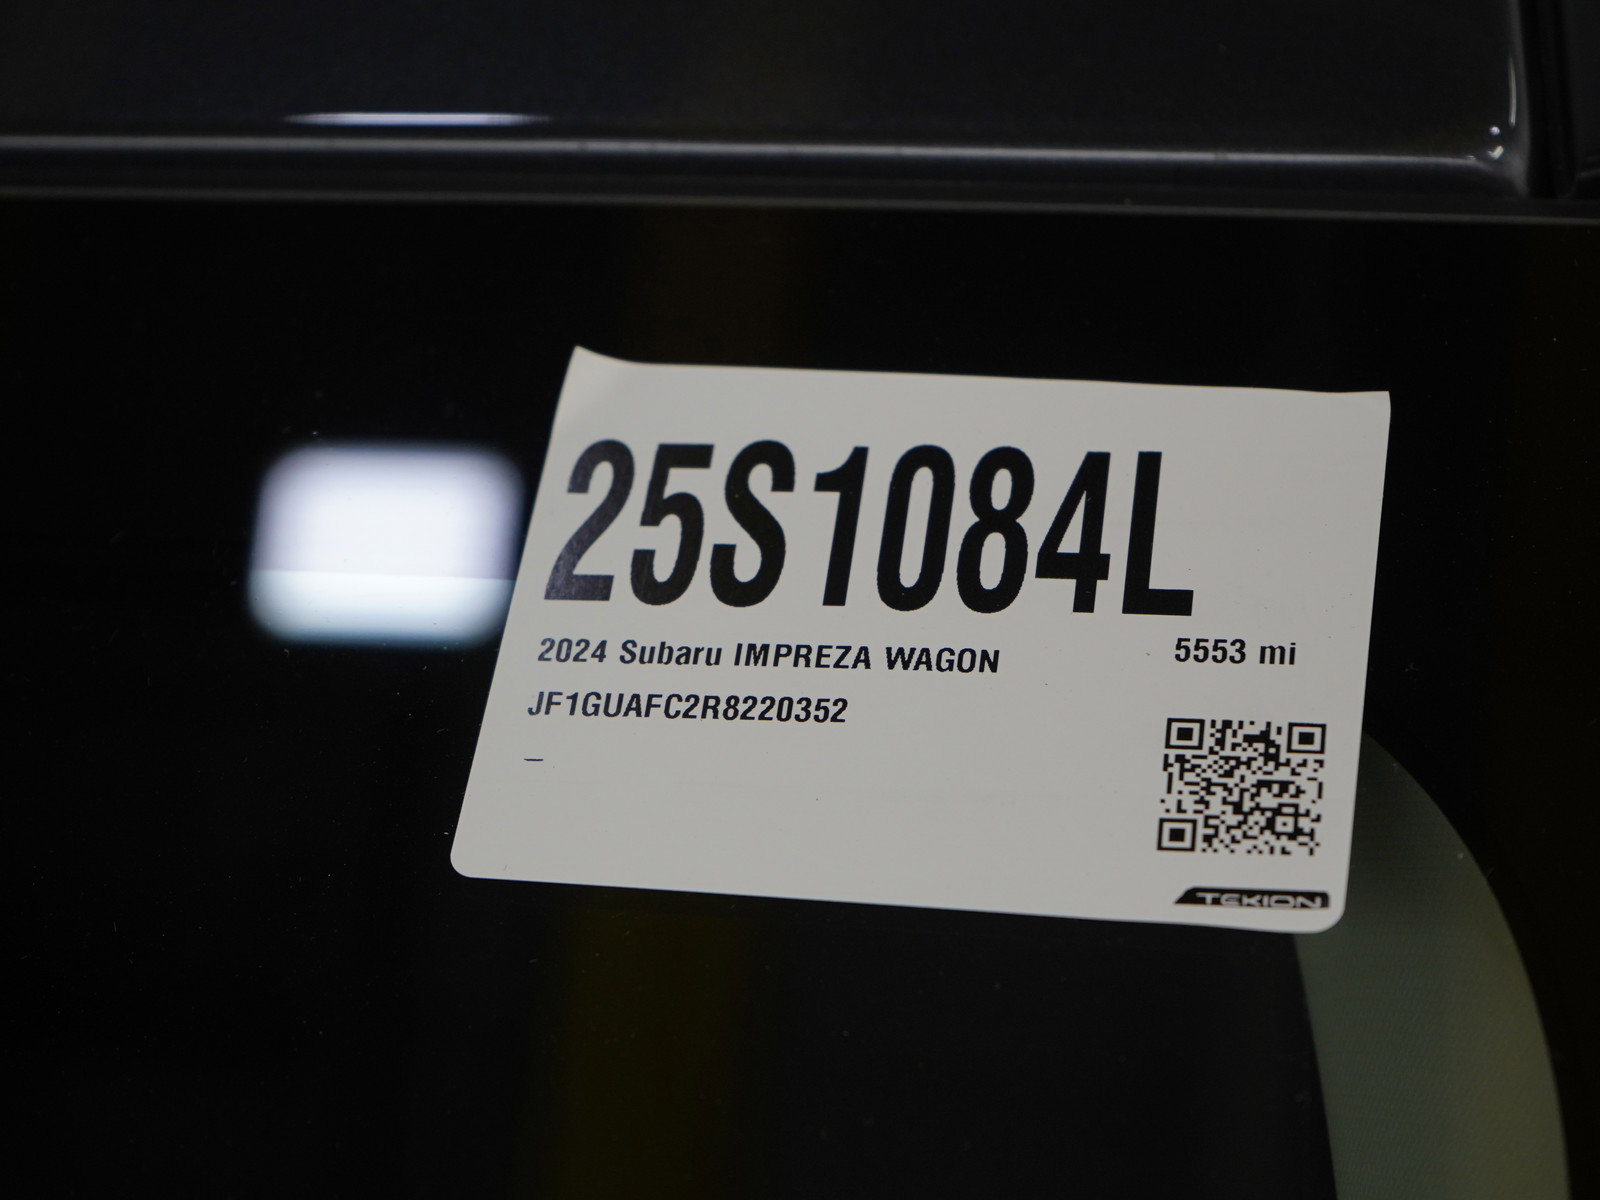 25S1084L
2024 Subaru IMPREZA WAGON 5553 mi
JF1GUAFC2R8220352
–
TEKION